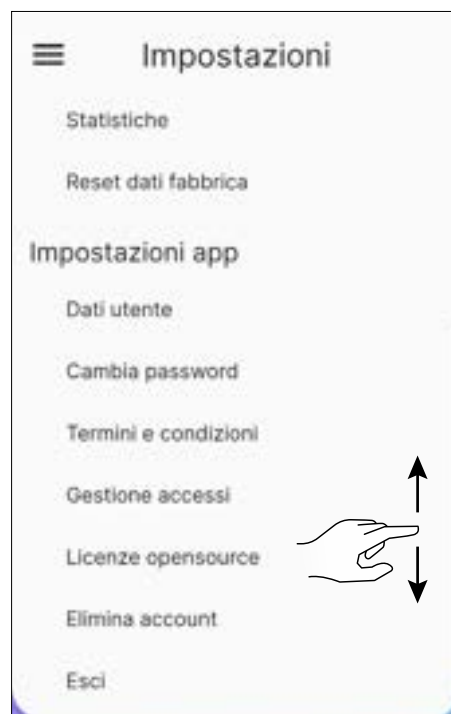 Impostazioni
Statistiche
Reset dati fabbrica
Impostazioni app
Dati utente
Cambia password
Termini e condizioni
Gestione accessi
Licenze opensource
Elimina account
Esci